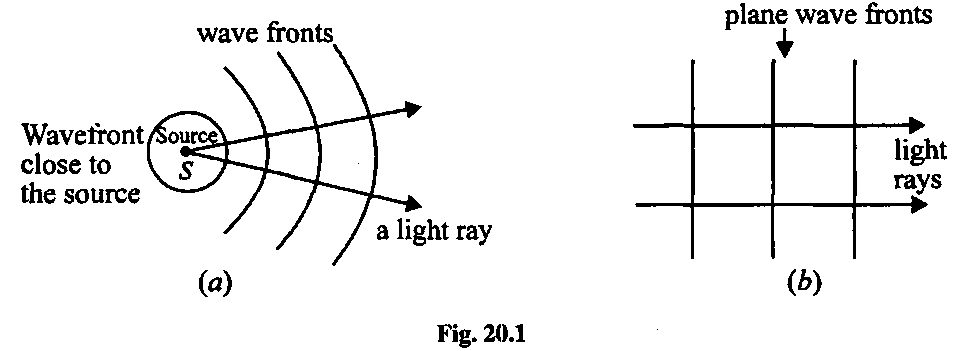 wave fronts
Wavefront
close to
the source
Source
S
a light ray
(a)
plane wave fronts
light
rays
(b)
Fig. 20.1